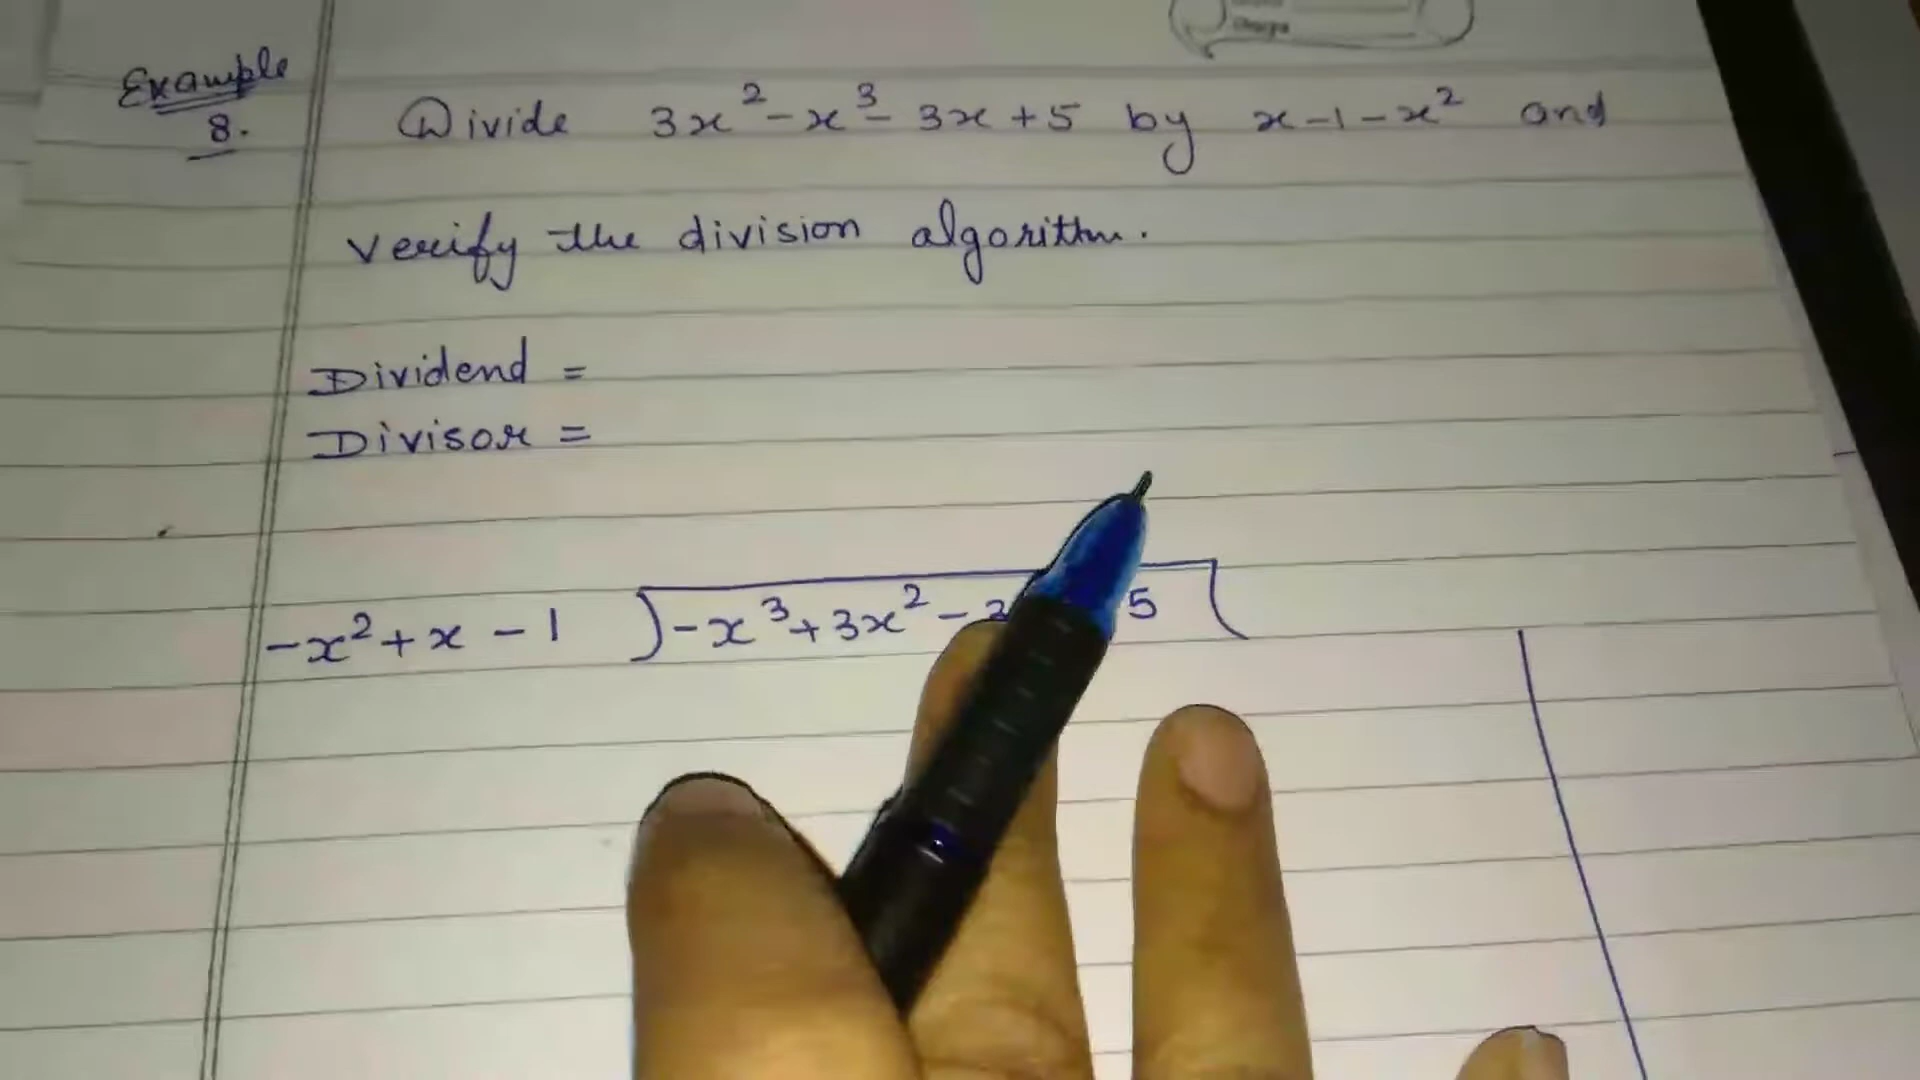 Example
8.
Divide 3x² - x³ - 3x + 5 by x - 1 - x² and
verify the division algorithm.
Dividend =
Divisor =
-x² + x - 1 ) -x³ + 3x² - 5 (